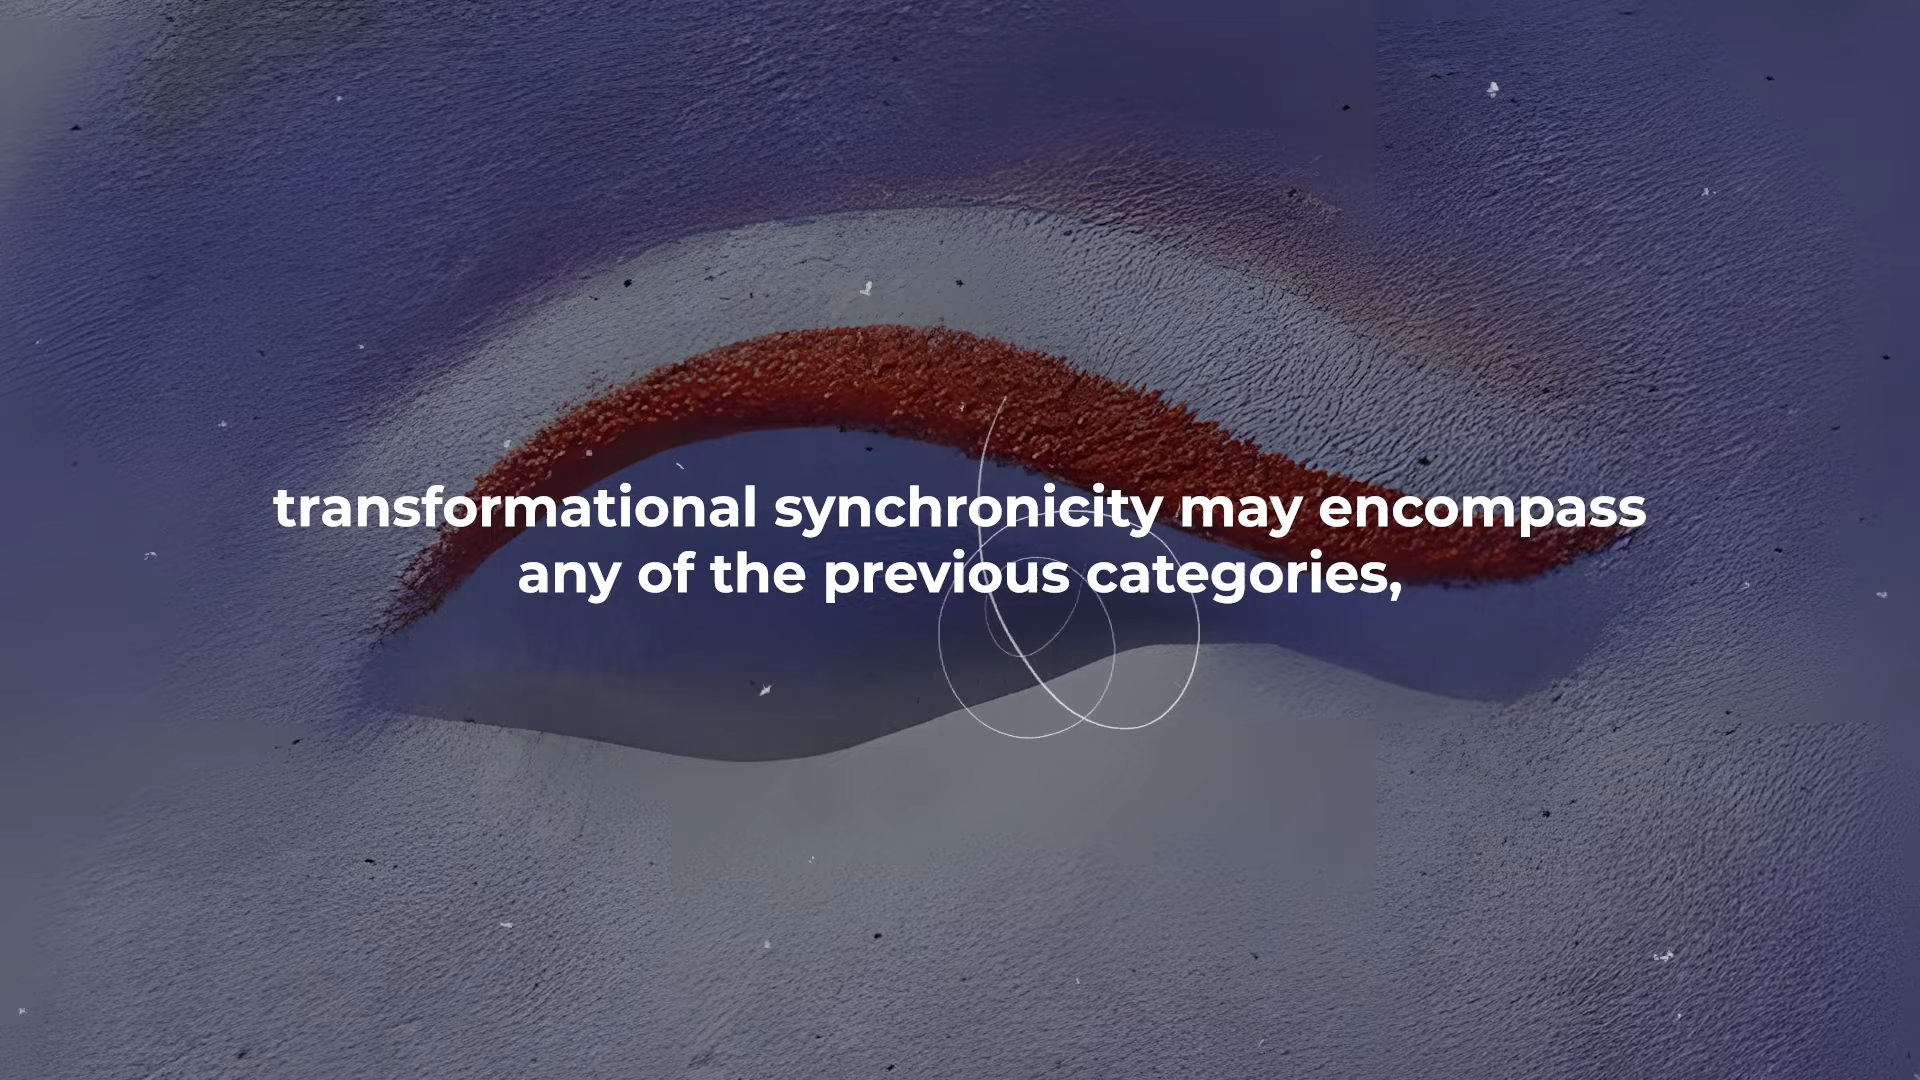 transformational synchronicity may encompass
any of the previous categories,